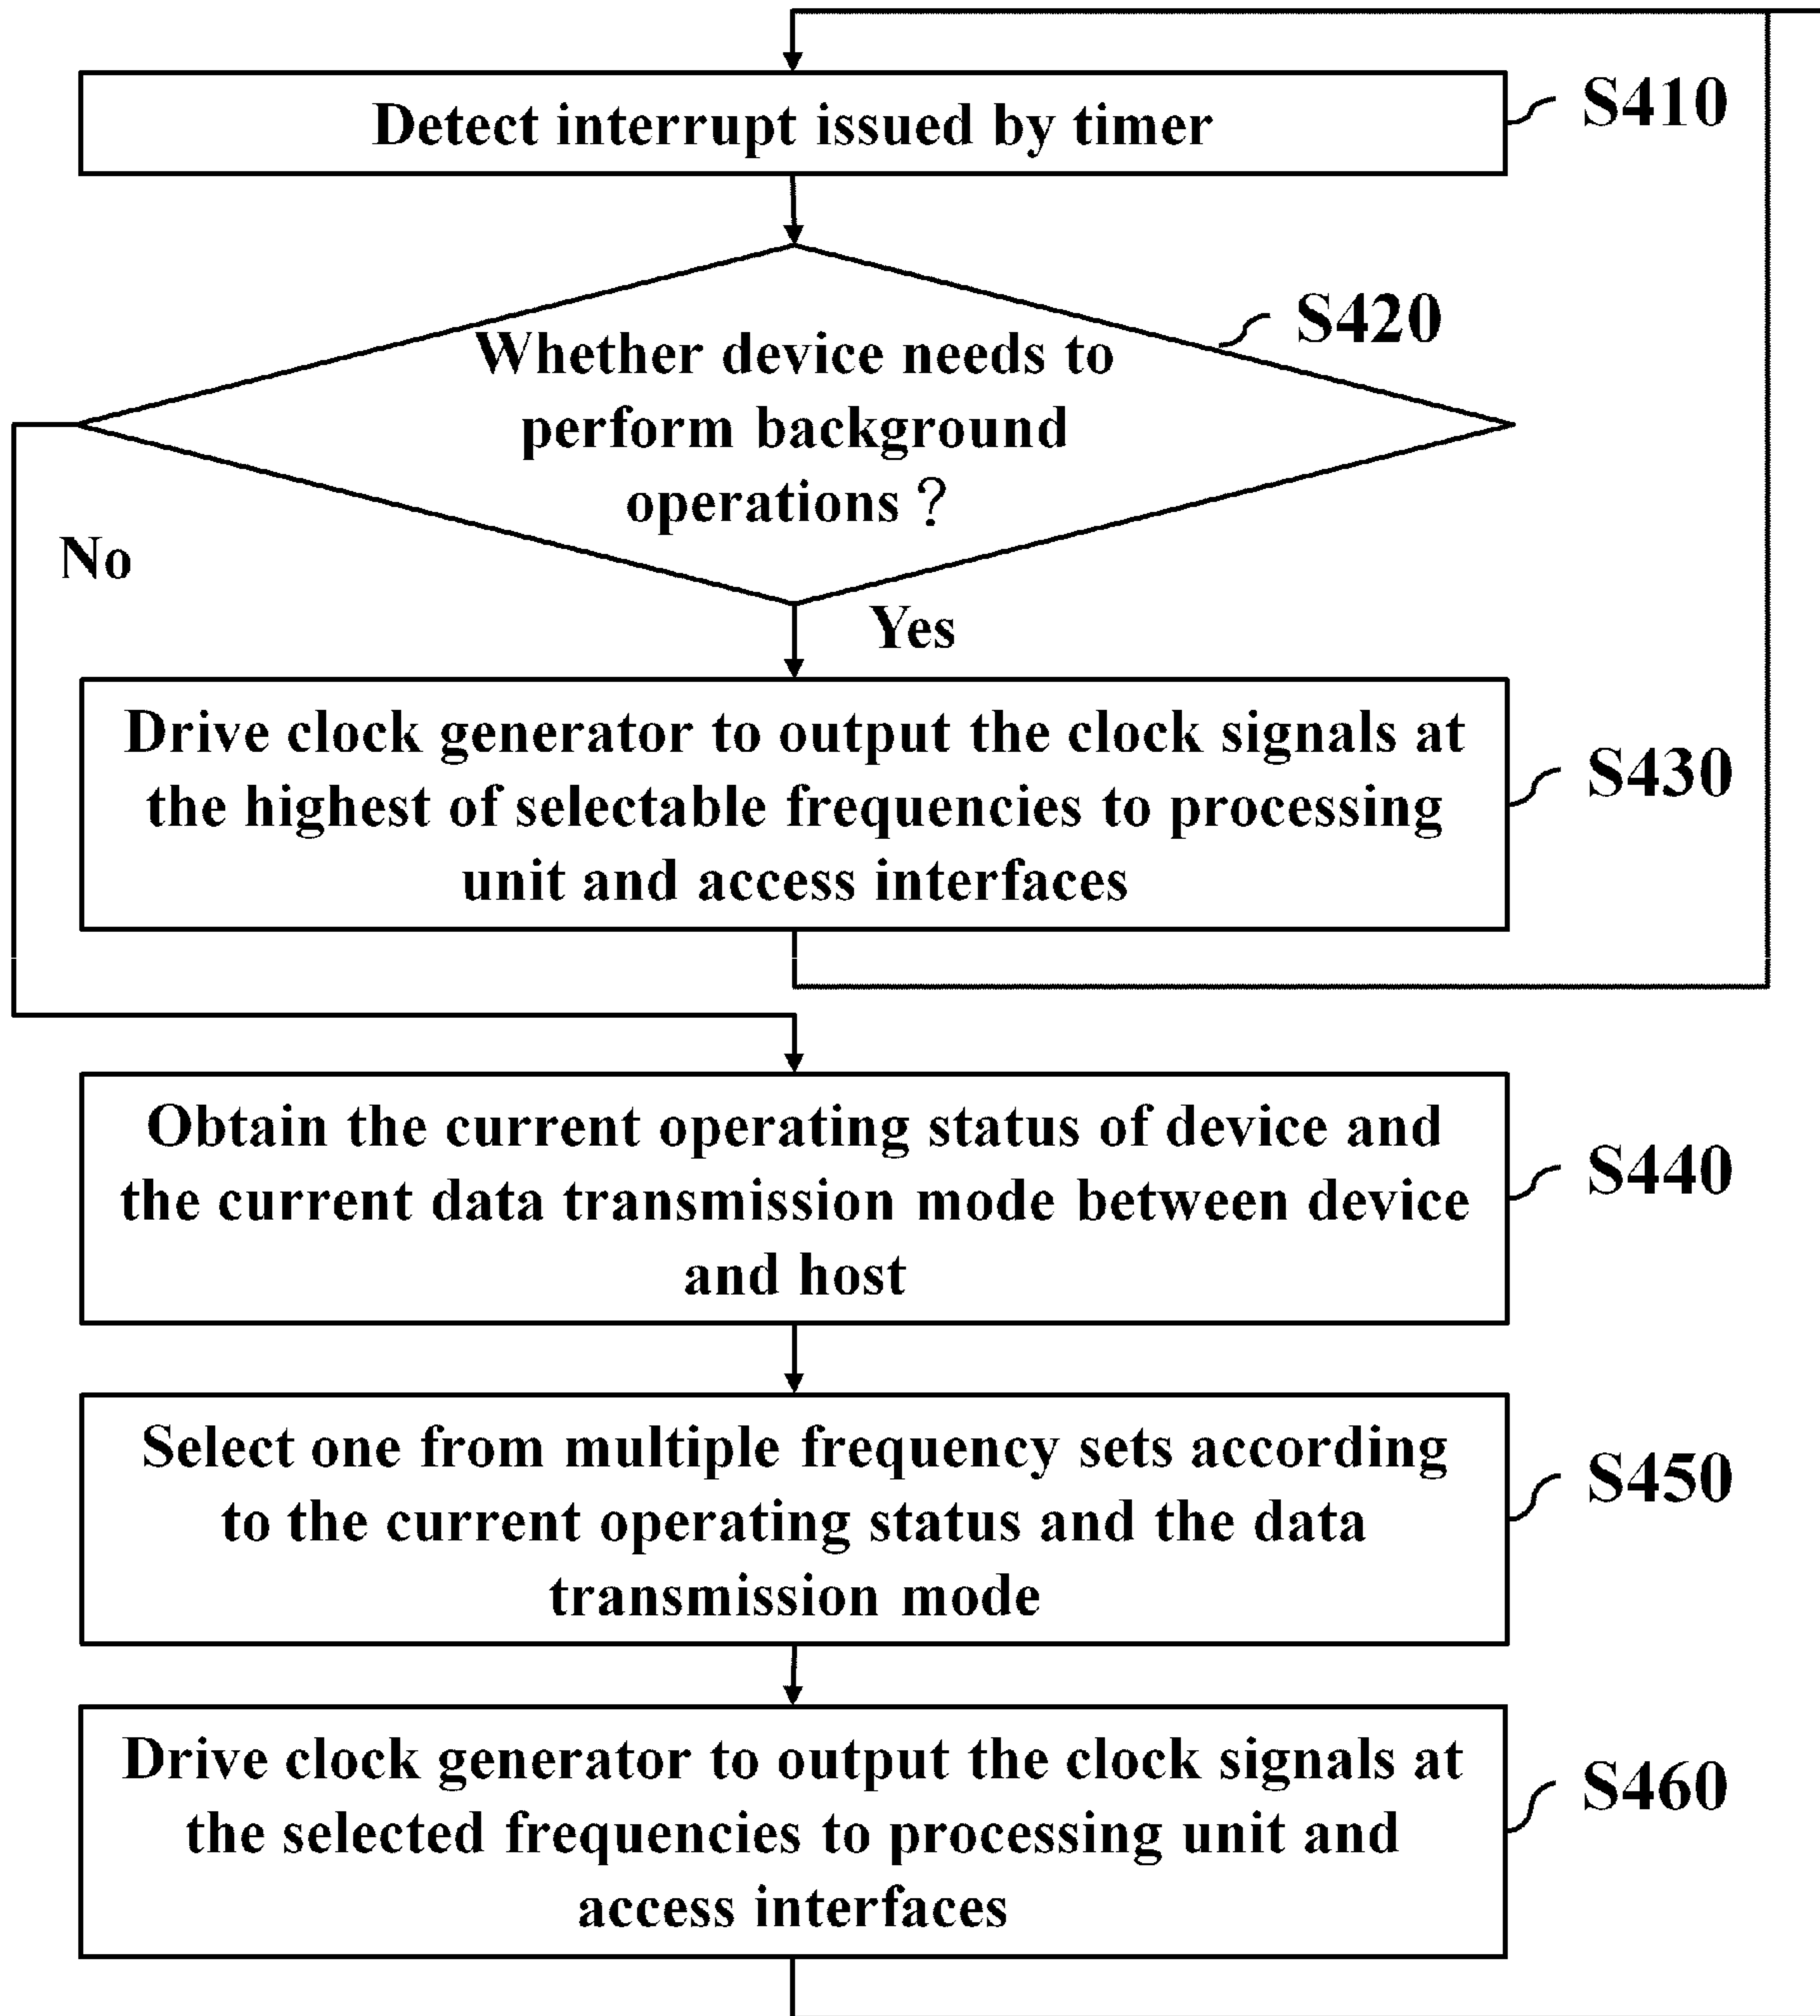 Detect interrupt issued by timer
S410
S420
Whether device needs to
perform background
operations ?
No
Yes
Drive clock generator to output the clock signals at
the highest of selectable frequencies to processing
unit and access interfaces
S430
Obtain the current operating status of device and
the current data transmission mode between device
and host
S440
Select one from multiple frequency sets according
to the current operating status and the data
transmission mode
S450
Drive clock generator to output the clock signals at
the selected frequencies to processing unit and
access interfaces
S460